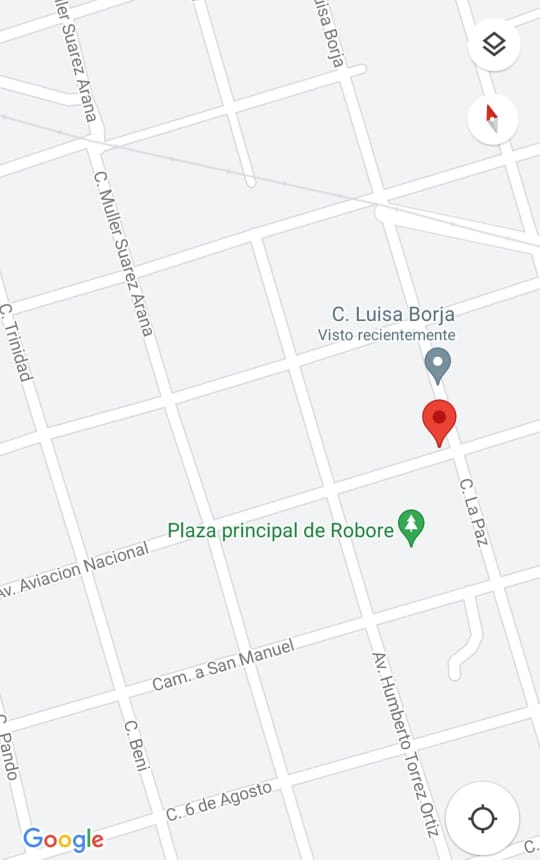 uller Suarez Arana
uisa Borja
C. Muller Suarez Arana
C. Trinidad
C. Luisa Borja
Visto recientemente
C. La Paz
Plaza principal de Robore
Av. Aviacion Nacional
Cam. a San Manuel
Av. Humberto Torrez Ortiz
C. Pando
C. Beni
C. 6 de Agosto
Google
C.